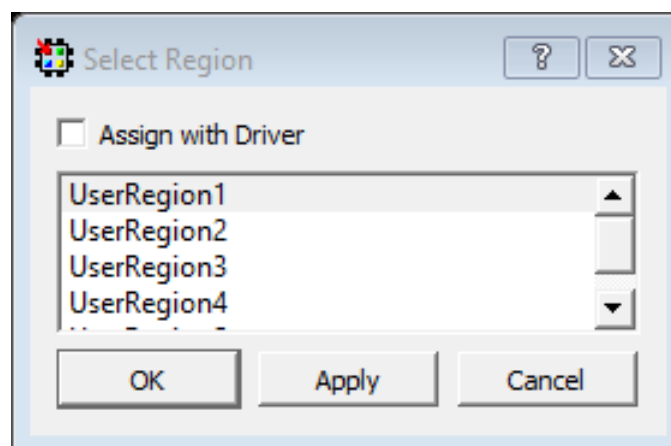 Select Region
Assign with Driver
UserRegion1
UserRegion2
UserRegion3
UserRegion4
OK Apply Cancel